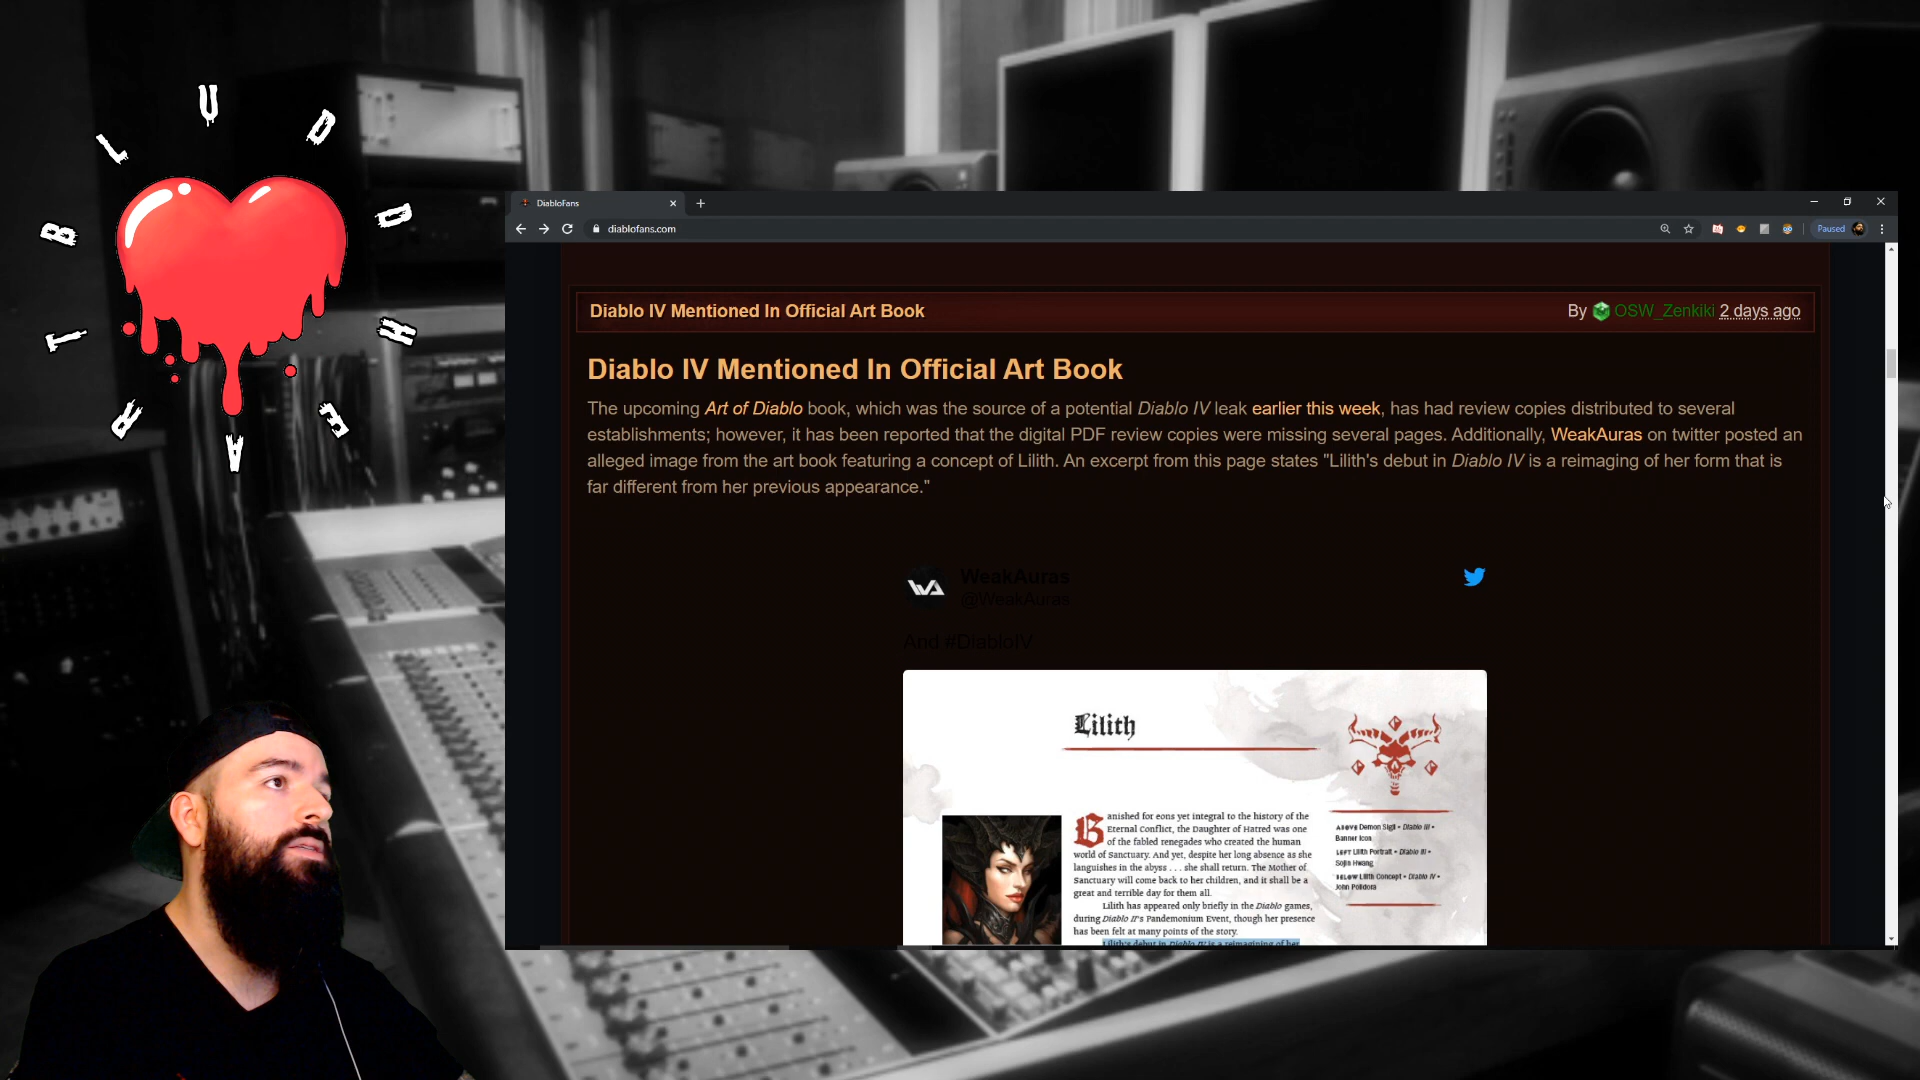 BLUDDHEART
DiabloFans
diablofans.com
Paused
Diablo IV Mentioned In Official Art Book
By OSW_Zenkiki 2 days ago
Diablo IV Mentioned In Official Art Book
The upcoming Art of Diablo book, which was the source of a potential Diablo IV leak earlier this week, has had review copies distributed to several
establishments; however, it has been reported that the digital PDF review copies were missing several pages. Additionally, WeakAuras on twitter posted an
alleged image from the art book featuring a concept of Lilith. An excerpt from this page states "Lilith's debut in Diablo IV is a reimaging of her form that is
far different from her previous appearance."
WA
WeakAuras
@WeakAuras
And #DiabloIV
Lilith
Banished for eons yet integral to the history of the
Eternal Conflict, the Daughter of Hatred was one
of the fabled renegades who created the human
world of Sanctuary. And yet, despite her long absence as she
languishes in the abyss . . . she shall return. The Mother of
Sanctuary will come back to her children, and it shall be a
great and terrible day for them all.
Lilith has appeared only briefly in the Diablo games,
during Diablo II's Pandemonium Event, though her presence
has been felt at many points of the story.
Lilith's debut in Diablo IV is a reimagining of her
ABOVE Demon Sigil • Diablo III •
Banner Icon
LEFT Lilith Portrait • Diablo III •
Sojin Hwang
BELOW Lilith Concept • Diablo IV •
John Polidora